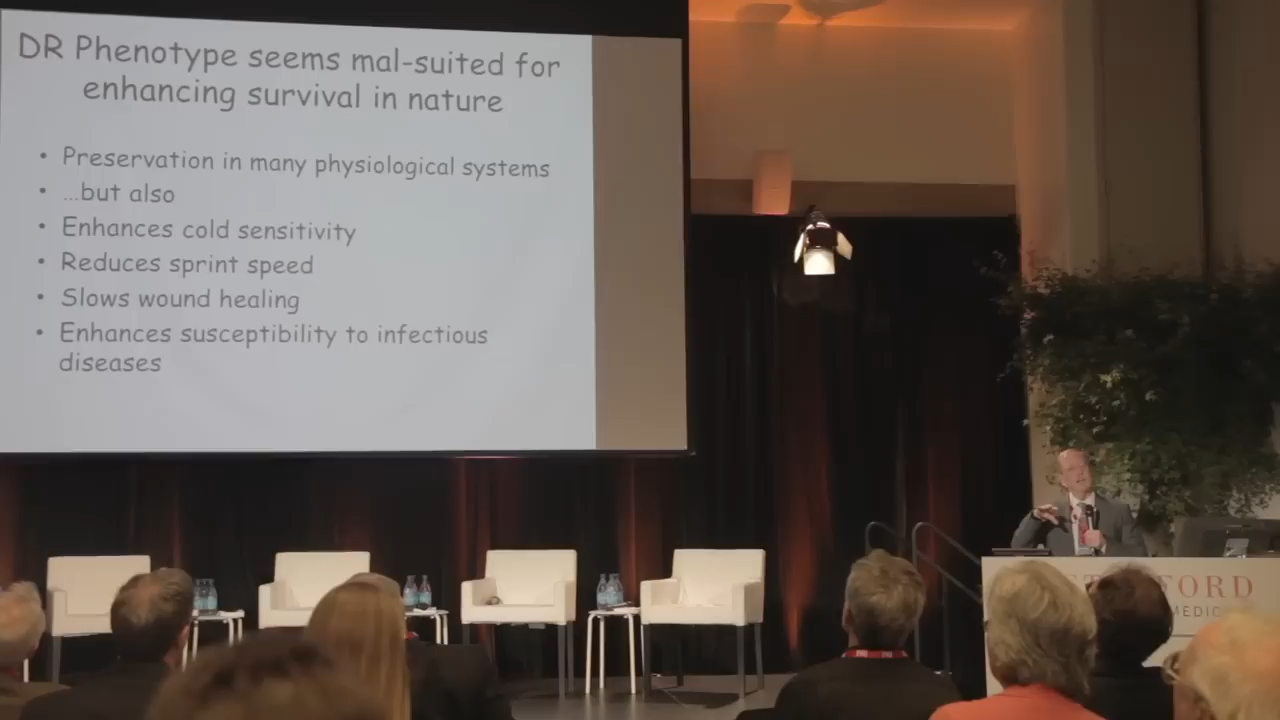 DR Phenotype seems mal-suited for
enhancing survival in nature
• Preservation in many physiological systems
• ...but also
• Enhances cold sensitivity
• Reduces sprint speed
• Slows wound healing
• Enhances susceptibility to infectious
diseases